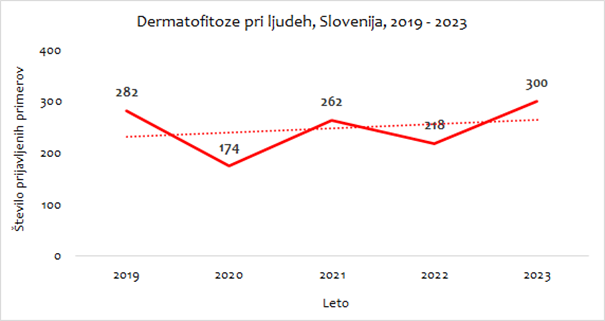 Dermatofitoze pri ljudeh, Slovenija, 2019 - 2023
Število prijavljenih primerov
400
300
200
100
0
282
174
262
218
300
2019 2020 2021 2022 2023
Leto